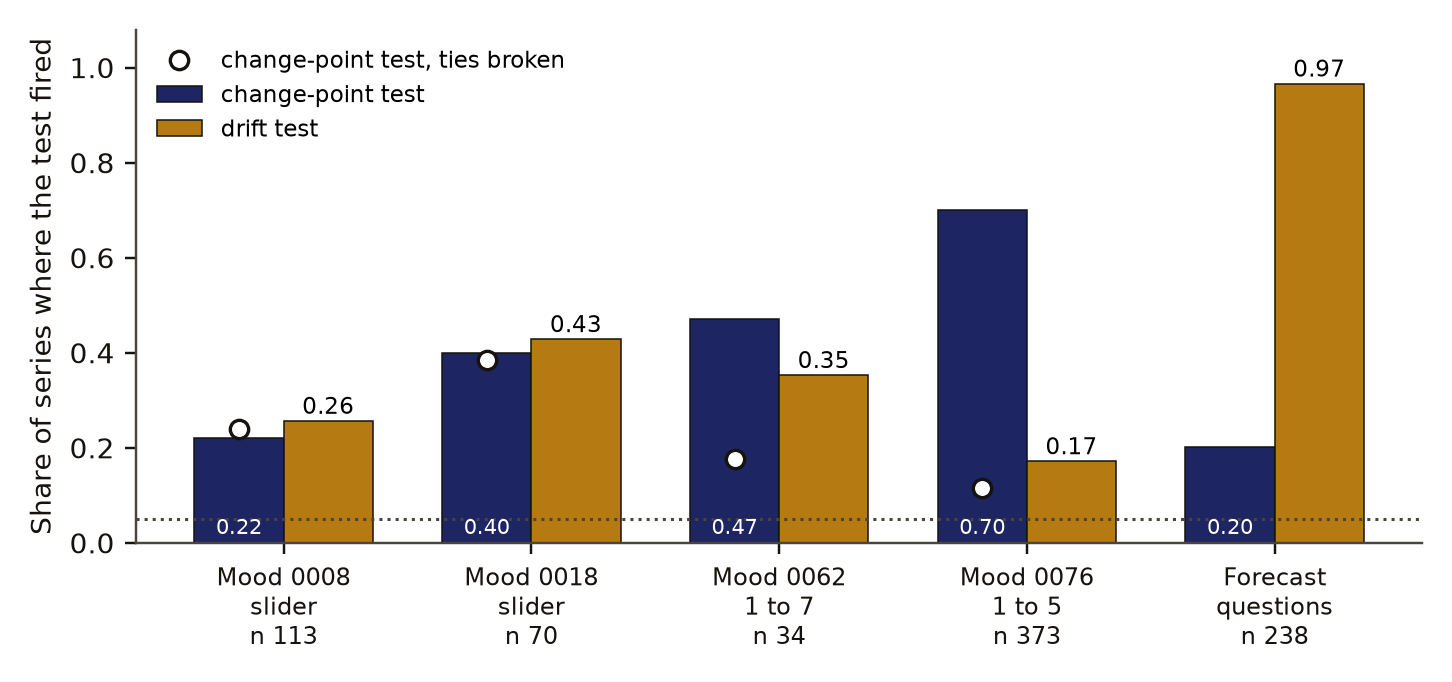 Share of series where the test fired
1.0
0.8
0.6
0.4
0.2
0.0
change-point test, ties broken
change-point test
drift test
0.22
0.26
0.40
0.43
0.47
0.35
0.70
0.17
0.20
0.97
Mood 0008
slider
n 113
Mood 0018
slider
n 70
Mood 0062
1 to 7
n 34
Mood 0076
1 to 5
n 373
Forecast
questions
n 238